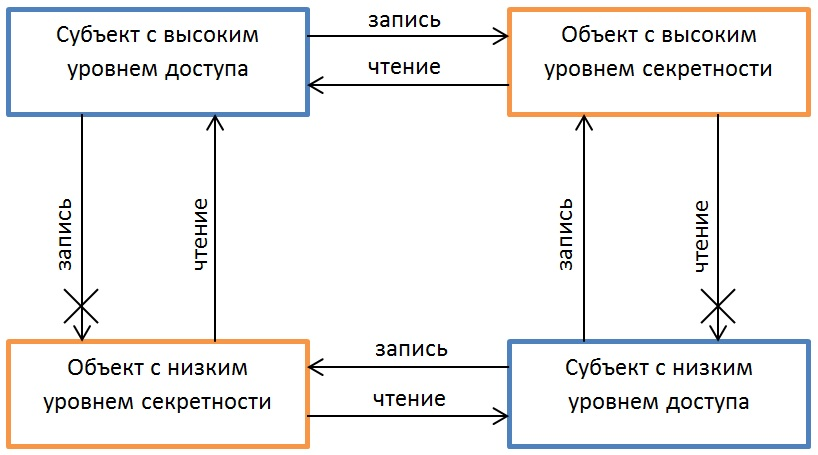 Субъект с высоким
уровнем доступа
запись
чтение
Объект с высоким
уровнем секретности
запись
чтение
запись
чтение
Объект с низким
уровнем секретности
запись
чтение
Субъект с низким
уровнем доступа